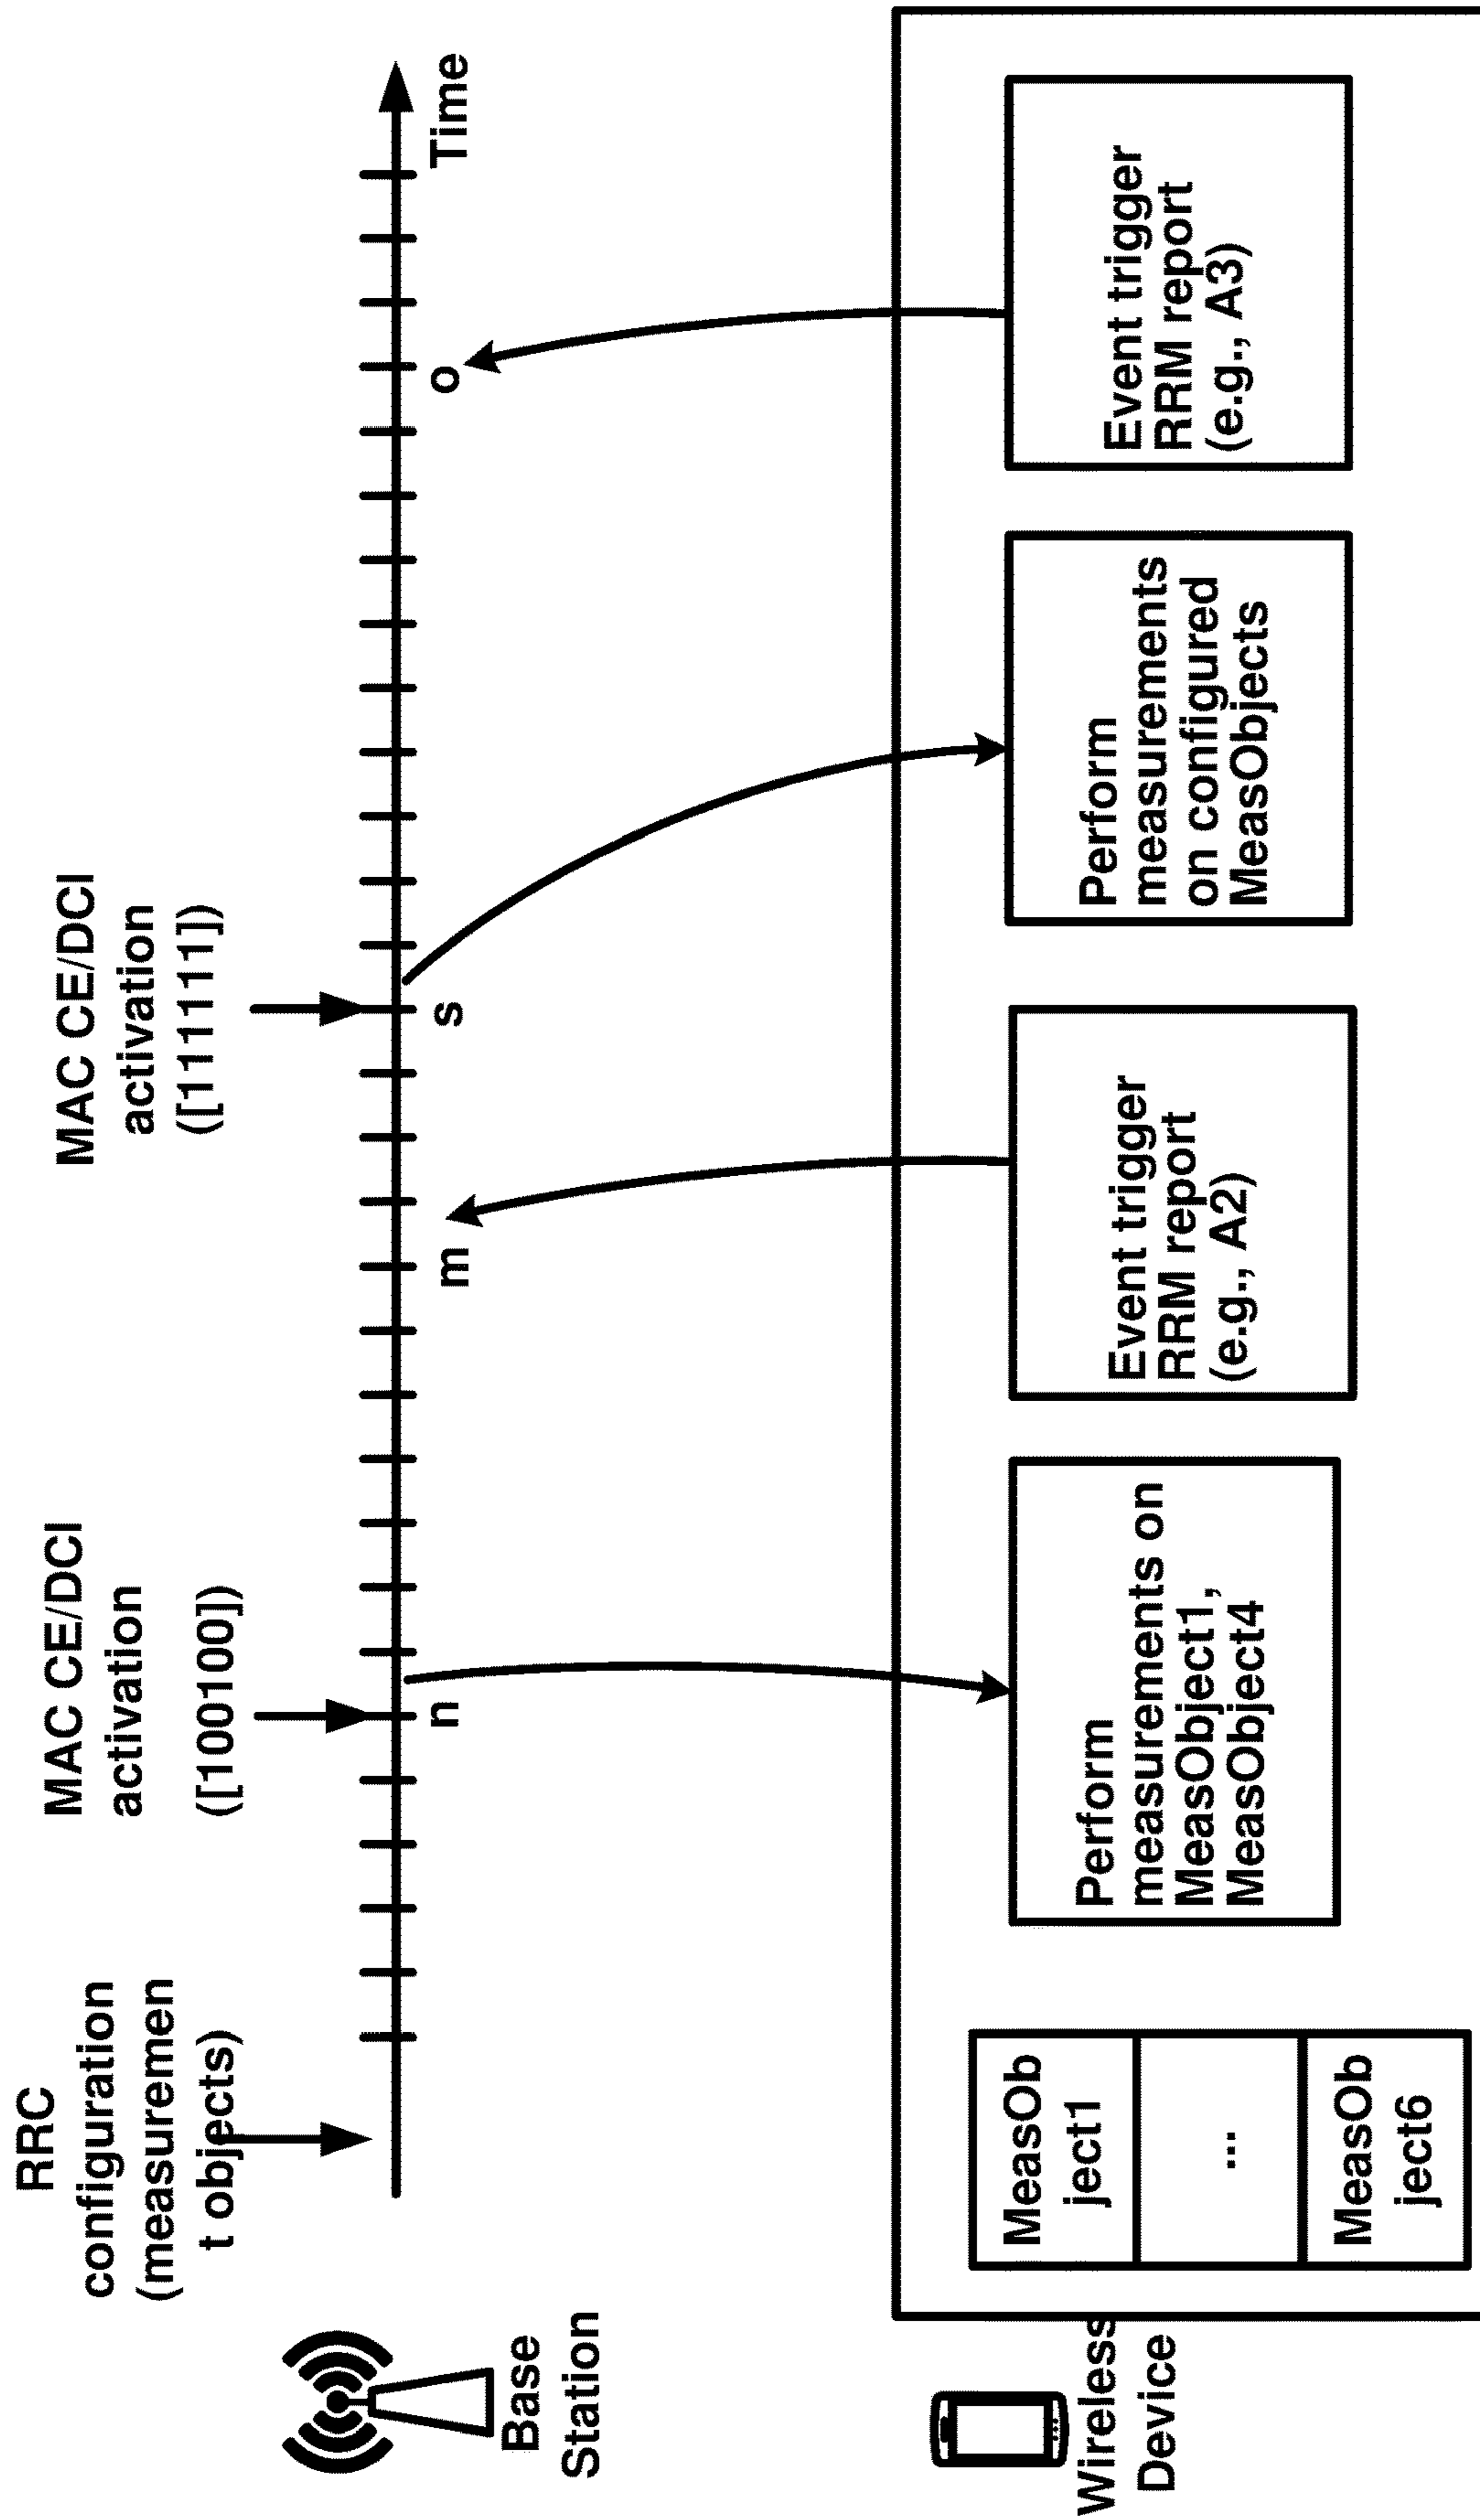 RRC
configuration
(measuremen
t objects)
MAC CE/DCI
activation
([100100])
MAC CE/DCI
activation
([111111])
Base
Station
n
m
s
o
Time
Wireless
Device
MeasOb
ject1
...
MeasOb
ject6
Perform
measurements on
MeasObject1,
MeasObject4
Event trigger
RRM report
(e.g., A2)
Perform
measurements
on configured
MeasObjects
Event trigger
RRM report
(e.g., A3)